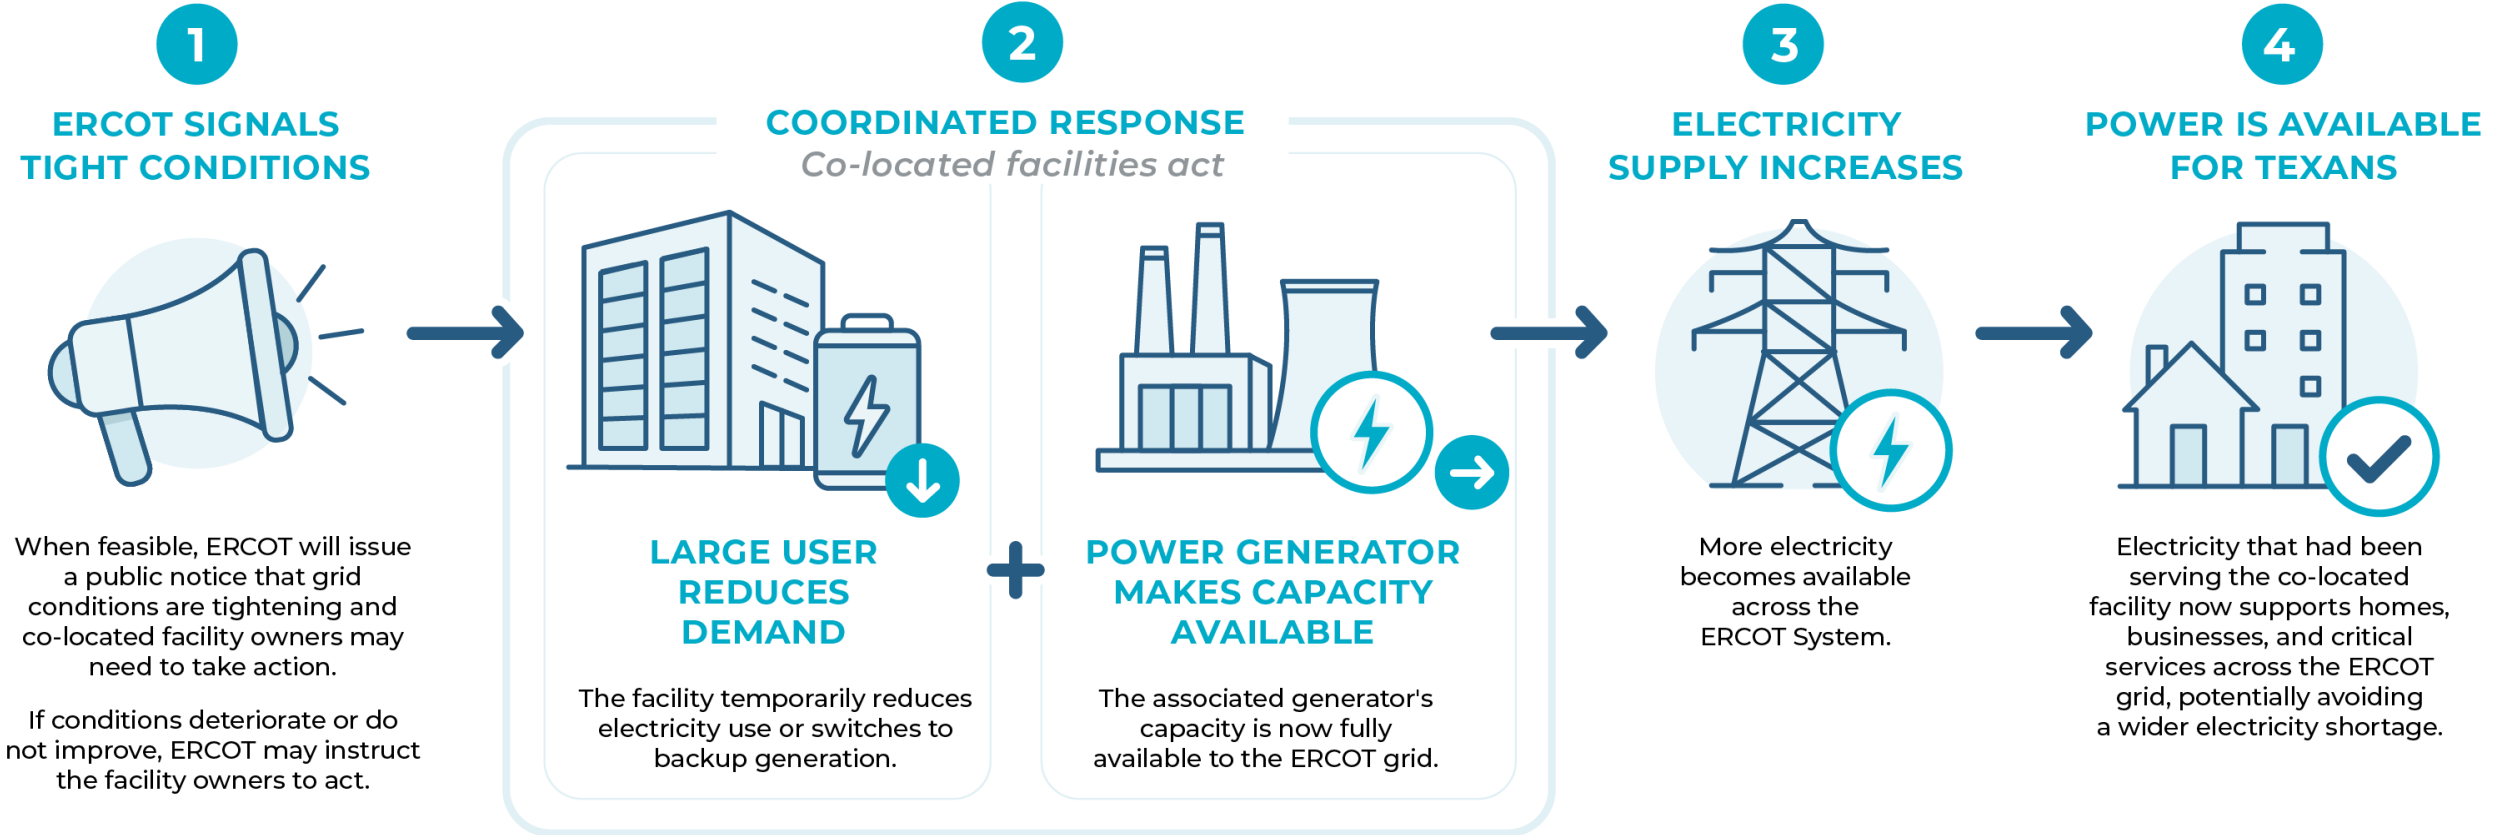 1
ERCOT SIGNALS
TIGHT CONDITIONS
When feasible, ERCOT will issue
a public notice that grid
conditions are tightening and
co-located facility owners may
need to take action.
If conditions deteriorate or do
not improve, ERCOT may instruct
the facility owners to act.
2
COORDINATED RESPONSE
Co-located facilities act
LARGE USER
REDUCES
DEMAND
The facility temporarily reduces
electricity use or switches to
backup generation.
+
POWER GENERATOR
MAKES CAPACITY
AVAILABLE
The associated generator's
capacity is now fully
available to the ERCOT grid.
3
ELECTRICITY
SUPPLY INCREASES
More electricity
becomes available
across the
ERCOT System.
4
POWER IS AVAILABLE
FOR TEXANS
Electricity that had been
serving the co-located
facility now supports homes,
businesses, and critical
services across the ERCOT
grid, potentially avoiding
a wider electricity shortage.